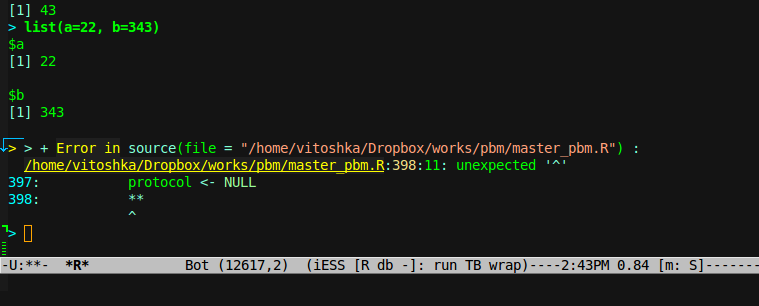 [1] 43
> list(a=22, b=343)
$a
[1] 22
$b
[1] 343
> > + Error in source(file = "/home/vitoshka/Dropbox/works/pbm/master_pbm.R") :
/home/vitoshka/Dropbox/works/pbm/master_pbm.R:398:11: unexpected '^'
397:           protocol <- NULL
398:           **
^
>
-U:**-  *R*            Bot (12617,2)  (iESS [R db -]: run TB wrap)----2:43PM 0.84 [m: S]-------